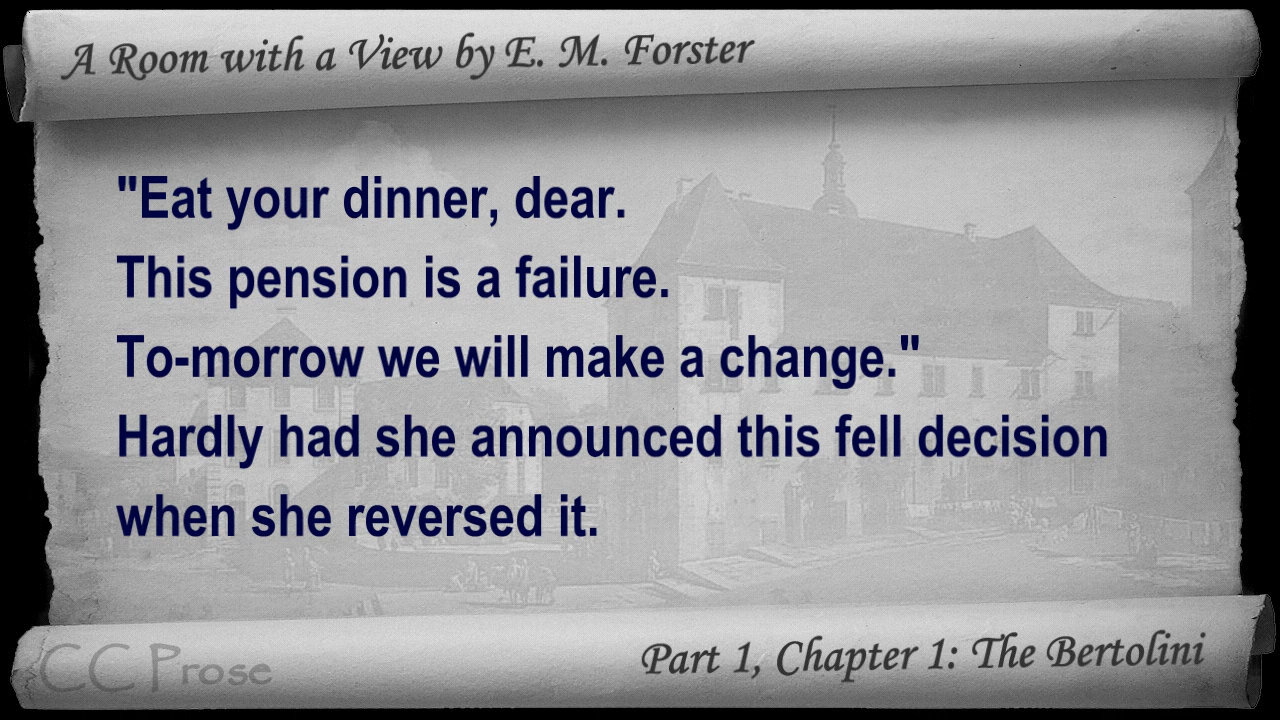 A Room with a View by E. M. Forster
"Eat your dinner, dear.
This pension is a failure.
To-morrow we will make a change."
Hardly had she announced this fell decision
when she reversed it.
CC Prose
Part 1, Chapter 1: The Bertolini